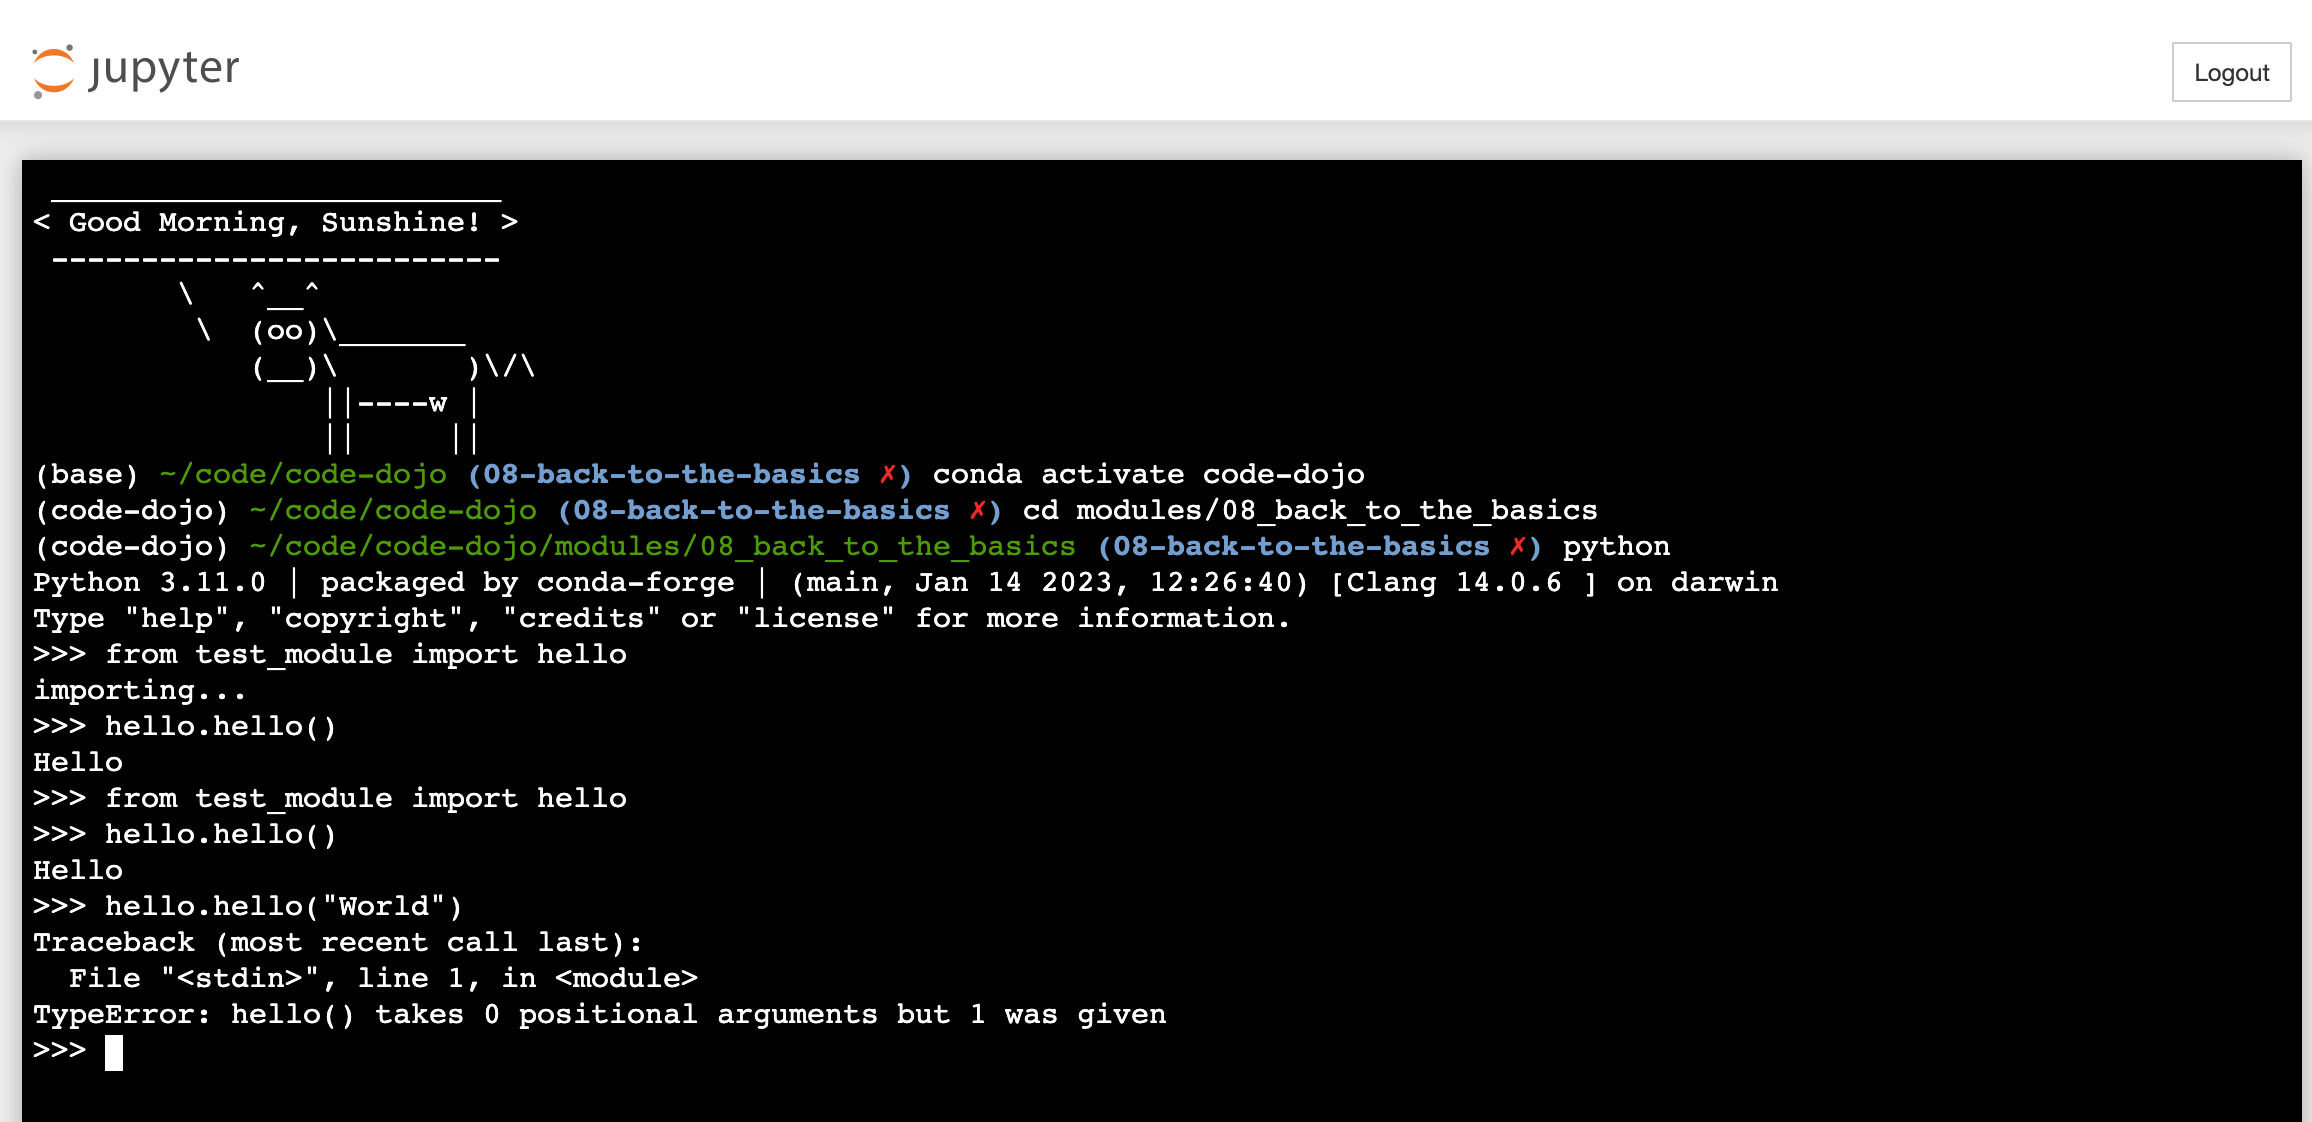 jupyter
Logout
 _________________________
< Good Morning, Sunshine! >
 -------------------------
        \   ^__^
         \  (oo)\_______
            (__)\       )\/\
                ||----w |
                ||     ||
(base) ~/code/code-dojo (08-back-to-the-basics ✗) conda activate code-dojo
(code-dojo) ~/code/code-dojo (08-back-to-the-basics ✗) cd modules/08_back_to_the_basics
(code-dojo) ~/code/code-dojo/modules/08_back_to_the_basics (08-back-to-the-basics ✗) python
Python 3.11.0 | packaged by conda-forge | (main, Jan 14 2023, 12:26:40) [Clang 14.0.6 ] on darwin
Type "help", "copyright", "credits" or "license" for more information.
>>> from test_module import hello
importing...
>>> hello.hello()
Hello
>>> from test_module import hello
>>> hello.hello()
Hello
>>> hello.hello("World")
Traceback (most recent call last):
  File "<stdin>", line 1, in <module>
TypeError: hello() takes 0 positional arguments but 1 was given
>>>